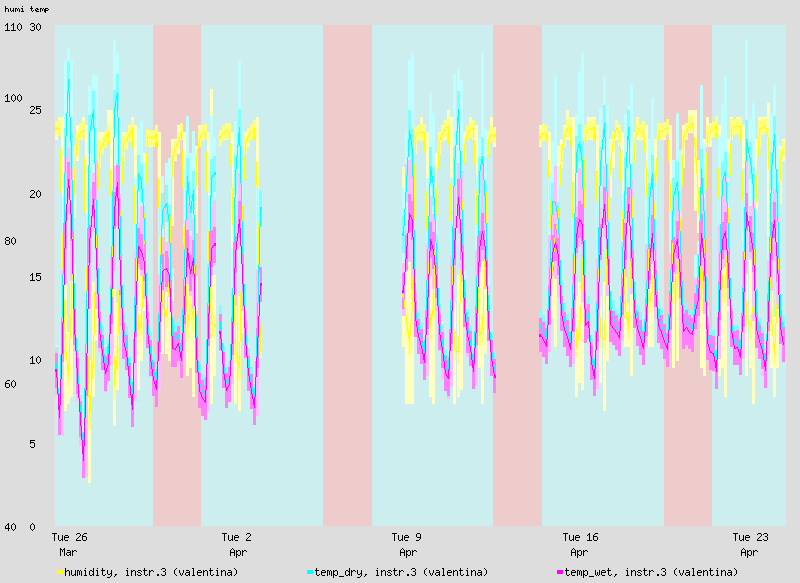 humi temp
110 30
100 25
20
80
15
10
60
5
40 0
Tue 26 Tue 2 Tue 9 Tue 16 Tue 23
Mar Apr Apr Apr Apr
humidity, instr.3 (valentina) temp_dry, instr.3 (valentina) temp_wet, instr.3 (valentina)